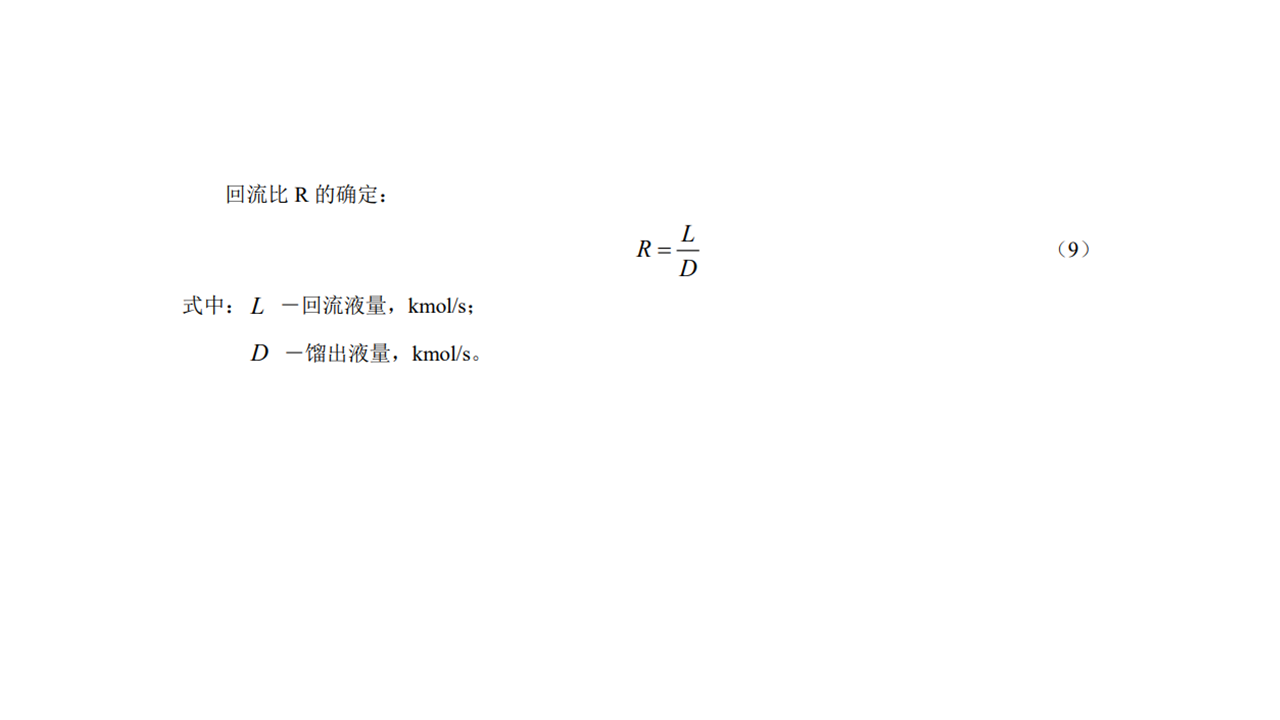 回流比 R 的确定：
R = L/D （9）
式中：L －回流液量，kmol/s；
D －馏出液量，kmol/s。